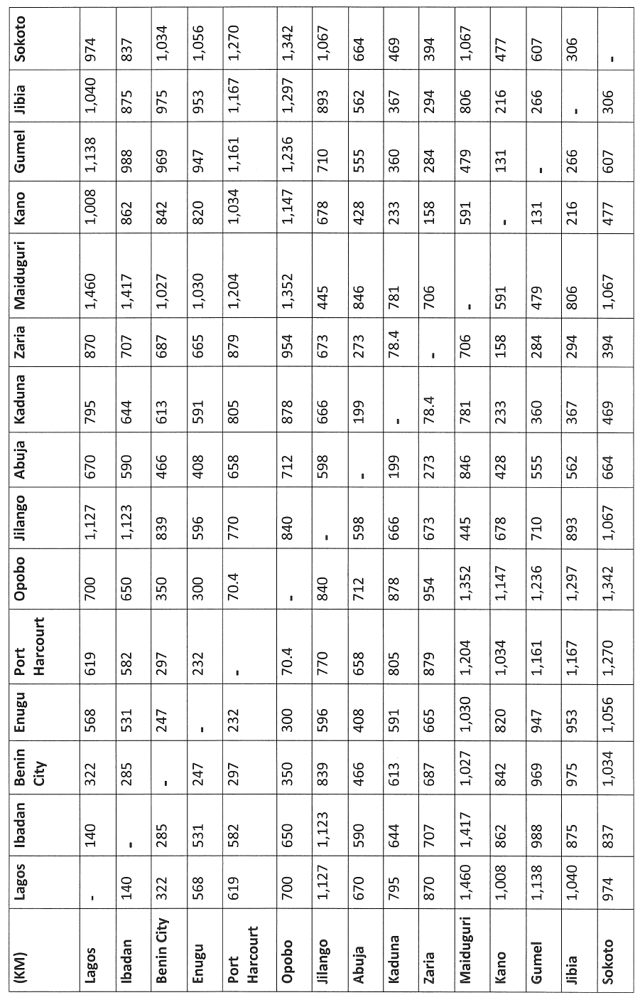 (KM) Lagos Ibadan Benin City Enugu Port Harcourt Opobo Jilango Abuja Kaduna Zaria Maiduguri Kano Gumel Jibia Sokoto
Lagos - 140 322 568 619 700 1,127 670 795 870 1,460 1,008 1,138 1,040 974
Ibadan 140 - 285 531 582 650 1,123 590 644 707 1,417 862 988 875 837
Benin City 322 285 - 247 297 350 839 466 613 687 1,027 842 969 975 1,034
Enugu 568 531 247 - 232 300 596 408 591 665 1,030 820 947 953 1,056
Port Harcourt 619 582 297 232 - 70.4 770 658 805 879 1,204 1,034 1,161 1,167 1,270
Opobo 700 650 350 300 70.4 - 840 712 878 954 1,352 1,147 1,236 1,297 1,342
Jilango 1,127 1,123 839 596 770 840 - 598 666 673 445 678 710 893 1,067
Abuja 670 590 466 408 658 712 598 - 199 273 846 428 555 562 664
Kaduna 795 644 613 591 805 878 666 199 - 78.4 781 233 360 367 469
Zaria 870 707 687 665 879 954 673 273 78.4 - 706 158 284 294 394
Maiduguri 1,460 1,417 1,027 1,030 1,204 1,352 445 846 781 706 - 591 479 806 1,067
Kano 1,008 862 842 820 1,034 1,147 678 428 233 158 591 - 131 216 477
Gumel 1,138 988 969 947 1,161 1,236 710 555 360 284 479 131 - 266 607
Jibia 1,040 875 975 953 1,167 1,297 893 562 367 294 806 216 266 - 306
Sokoto 974 837 1,034 1,056 1,270 1,342 1,067 664 469 394 1,067 477 607 306 -